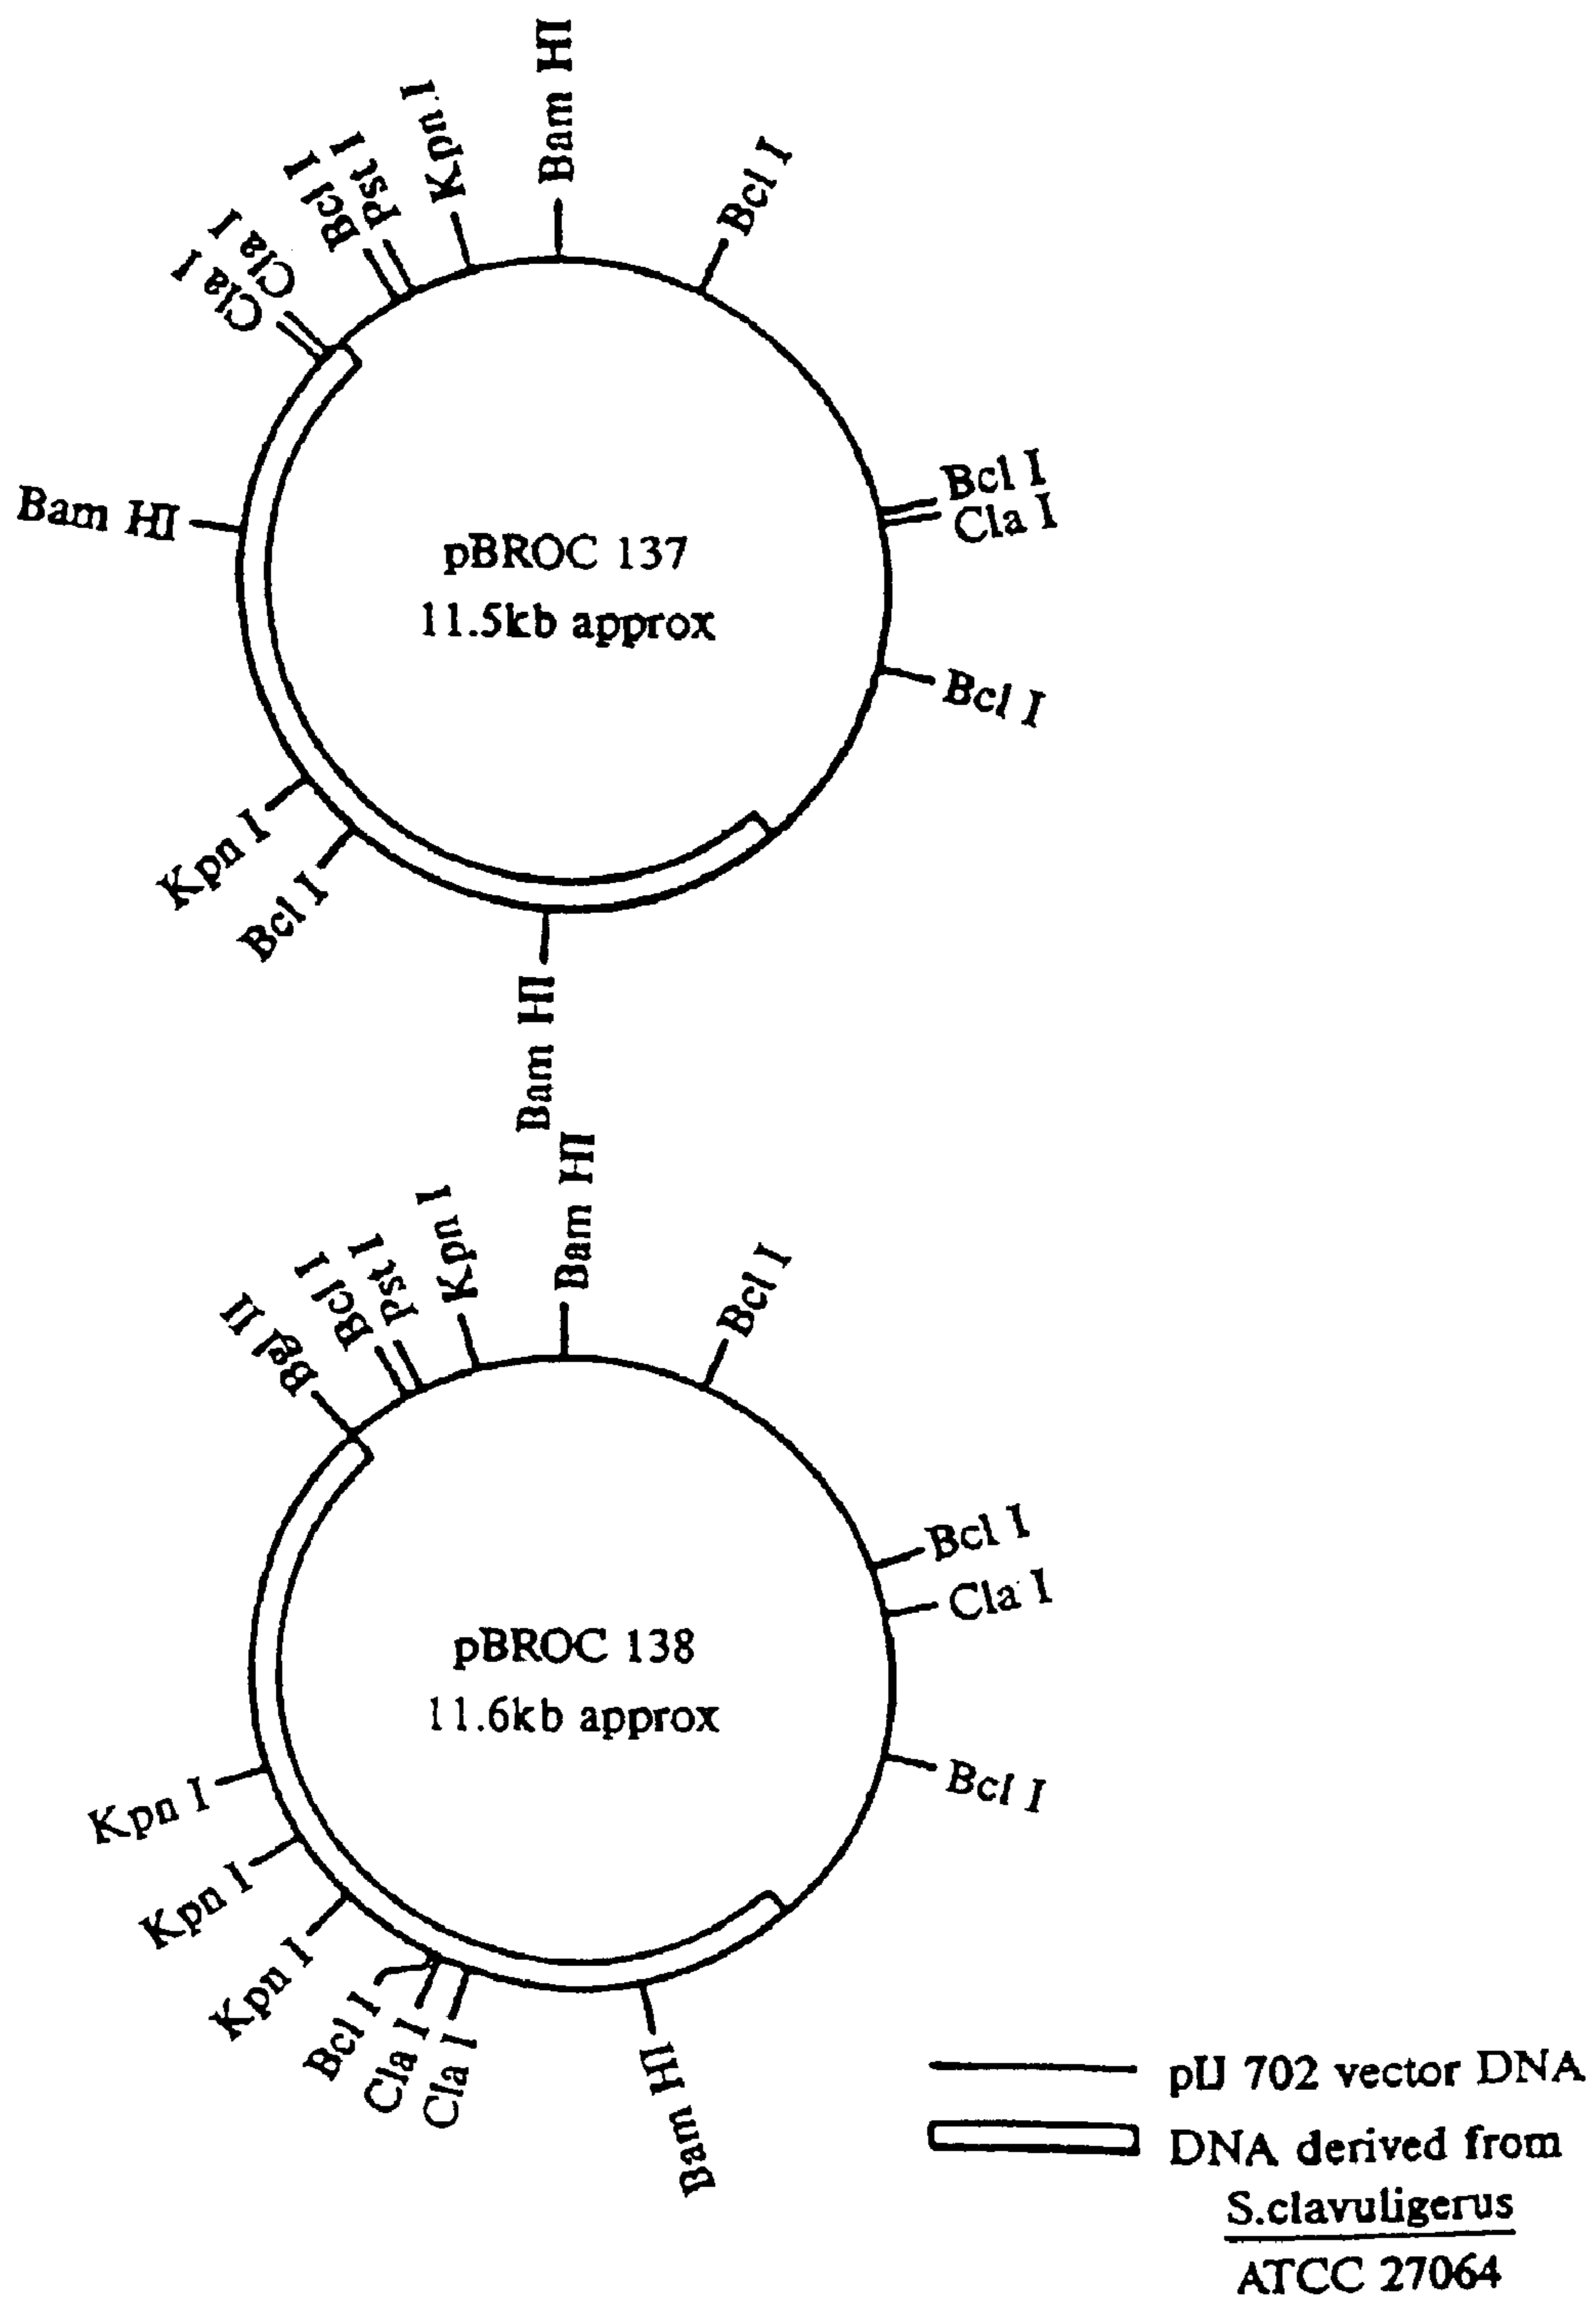 Bam HI
Kpn I
Pst I
Bcl I
Cla I
Cla I
Bcl I
Bcl I
Cla I
Bam HI
pBROC 137
11.5kb approx
Bcl I
Kpn I
Bcl I
Bam HI
Bam HI
Kpn I
Pst I
Bcl I
Bgl II
Bcl I
Bcl I
Cla I
pBROC 138
11.6kb approx
Bcl I
Kpn I
Kpn I
Kpn I
Bcl I
Cla I
Cla I
Bam HI
pIJ 702 vector DNA
DNA derived from
S.clavuligerus
ATCC 27064